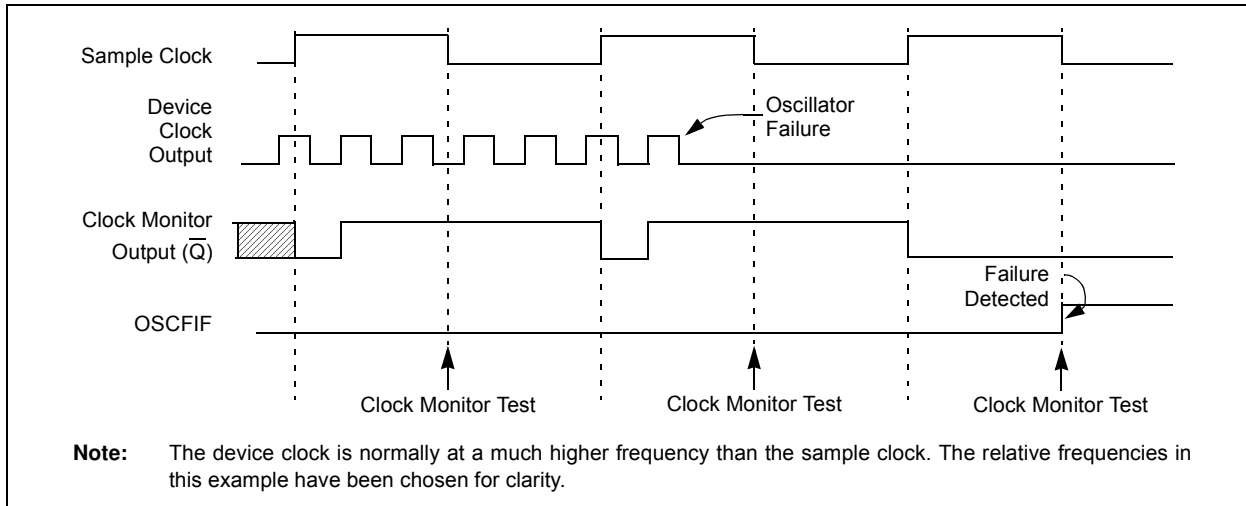 Sample Clock
Device
Clock
Output
Oscillator
Failure
Clock Monitor
Output (Q̅)
Failure
Detected
OSCFIF
Clock Monitor Test
Clock Monitor Test
Clock Monitor Test
Note: The device clock is normally at a much higher frequency than the sample clock. The relative frequencies in
this example have been chosen for clarity.